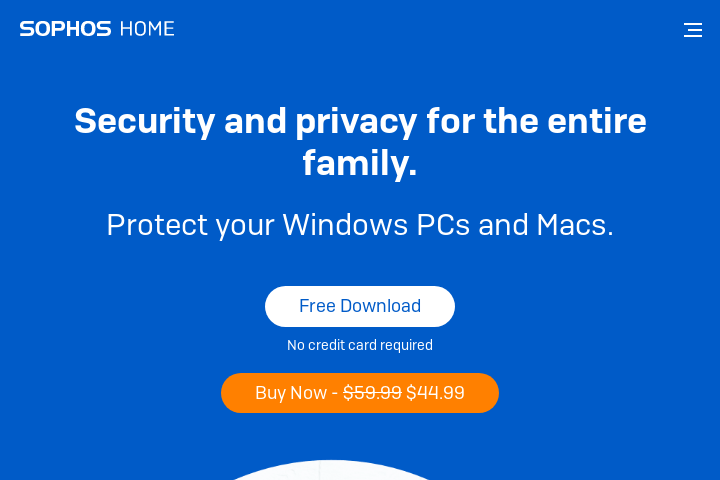 SOPHOS HOME
Security and privacy for the entire
family.
Protect your Windows PCs and Macs.
Free Download
No credit card required
Buy Now - $59.99 $44.99